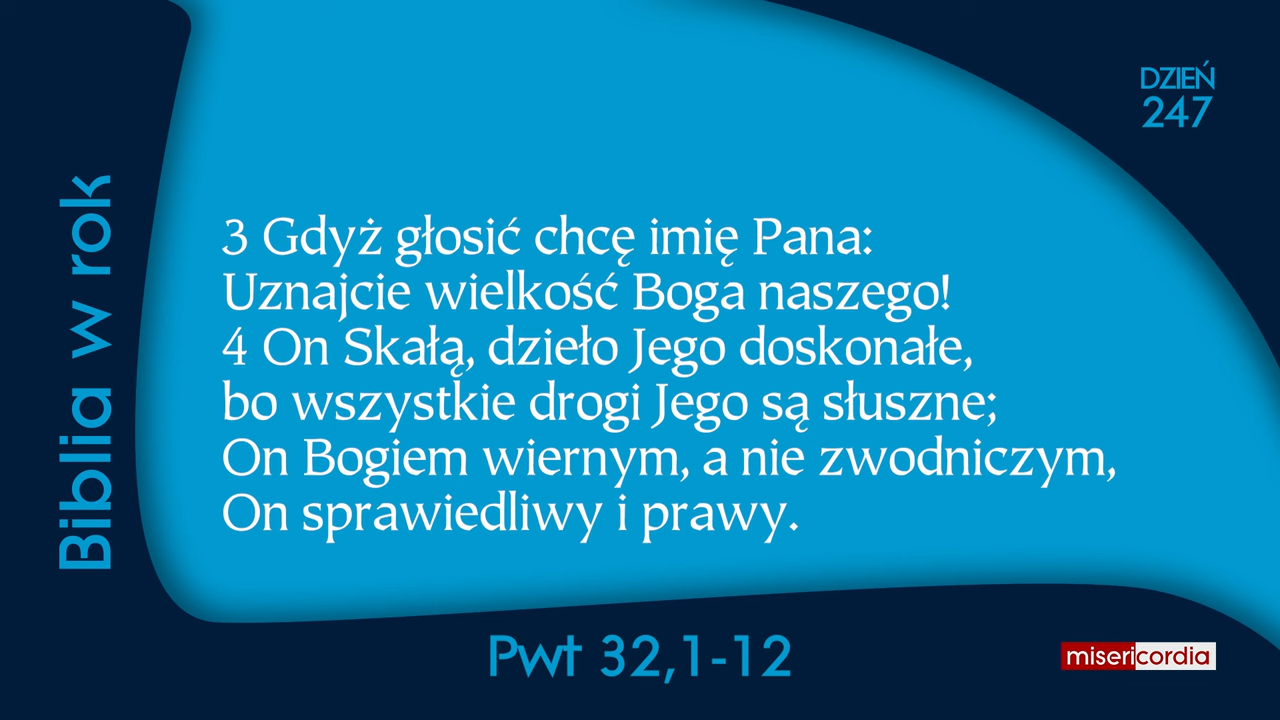 DZIEŃ
247
Biblia w rok
3 Gdyż głosić chcę imię Pana:
Uznajcie wielkość Boga naszego!
4 On Skałą, dzieło Jego doskonałe,
bo wszystkie drogi Jego są słuszne;
On Bogiem wiernym, a nie zwodniczym,
On sprawiedliwy i prawy.
Pwt 32,1-12
misericordia